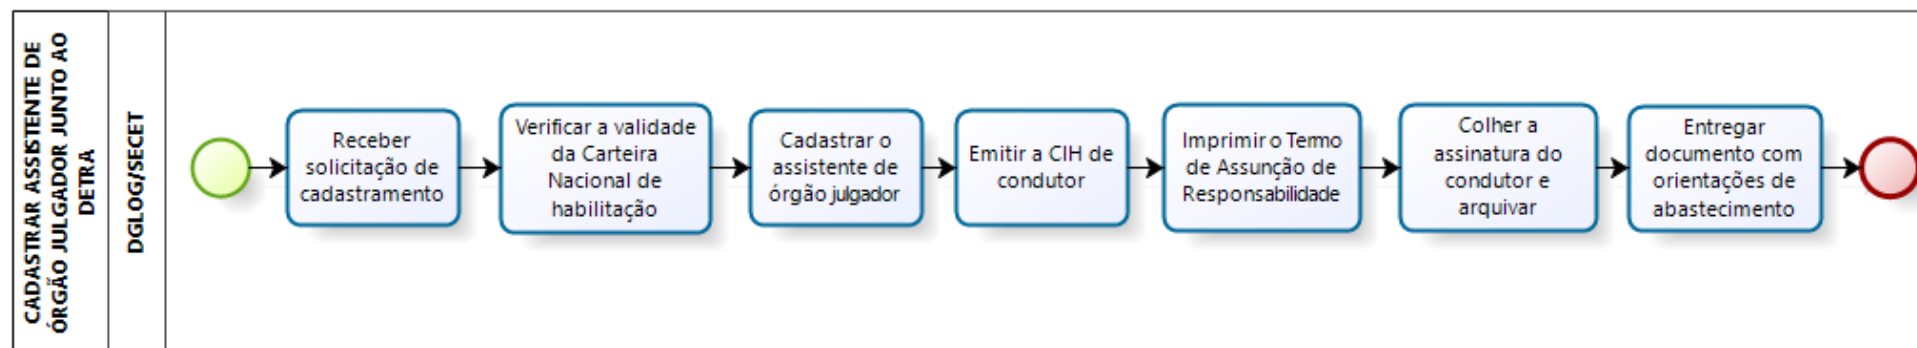 CADASTRAR ASSISTENTE DE
ÓRGÃO JULGADOR JUNTO AO
DETRA
DGLOG/SECET
Receber
solicitação de
cadastramento
Verificar a validade
da Carteira
Nacional de
habilitação
Cadastrar o
assistente de
órgão julgador
Emitir a CIH de
condutor
Imprimir o Termo
de Assunção de
Responsabilidade
Colher a
assinatura do
condutor e
arquivar
Entregar
documento com
orientações de
abastecimento